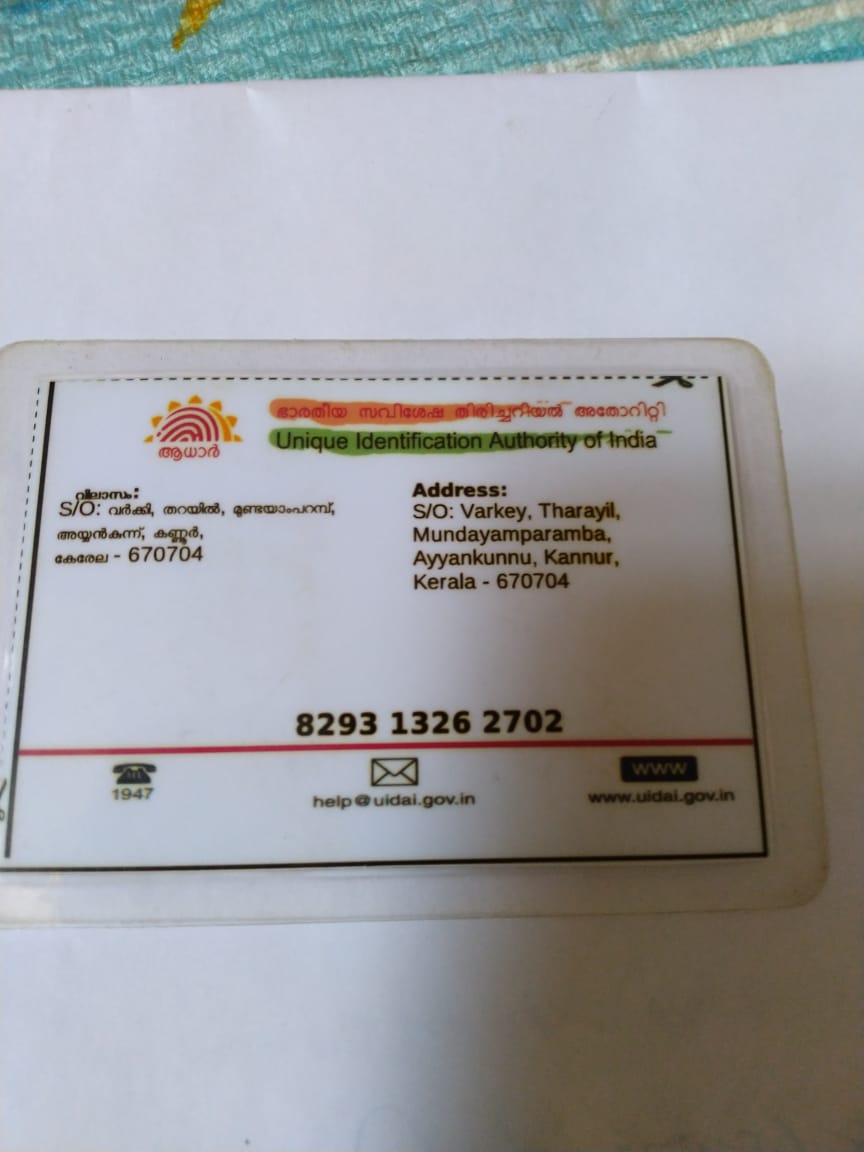 ഭാരതീയ സവിശേഷ തിരിച്ചറിയൽ അതോറിറ്റി
Unique Identification Authority of India
ആധാർ
വിലാസം:
S/O: വർക്കി, തറയിൽ, മുണ്ടയാംപറമ്പ്,
അയ്യൻകുന്ന്, കണ്ണൂർ,
കേരേല - 670704
Address:
S/O: Varkey, Tharayil,
Mundayamparamba,
Ayyankunnu, Kannur,
Kerala - 670704
8293 1326 2702
1947
help@uidai.gov.in
WWW
www.uidai.gov.in